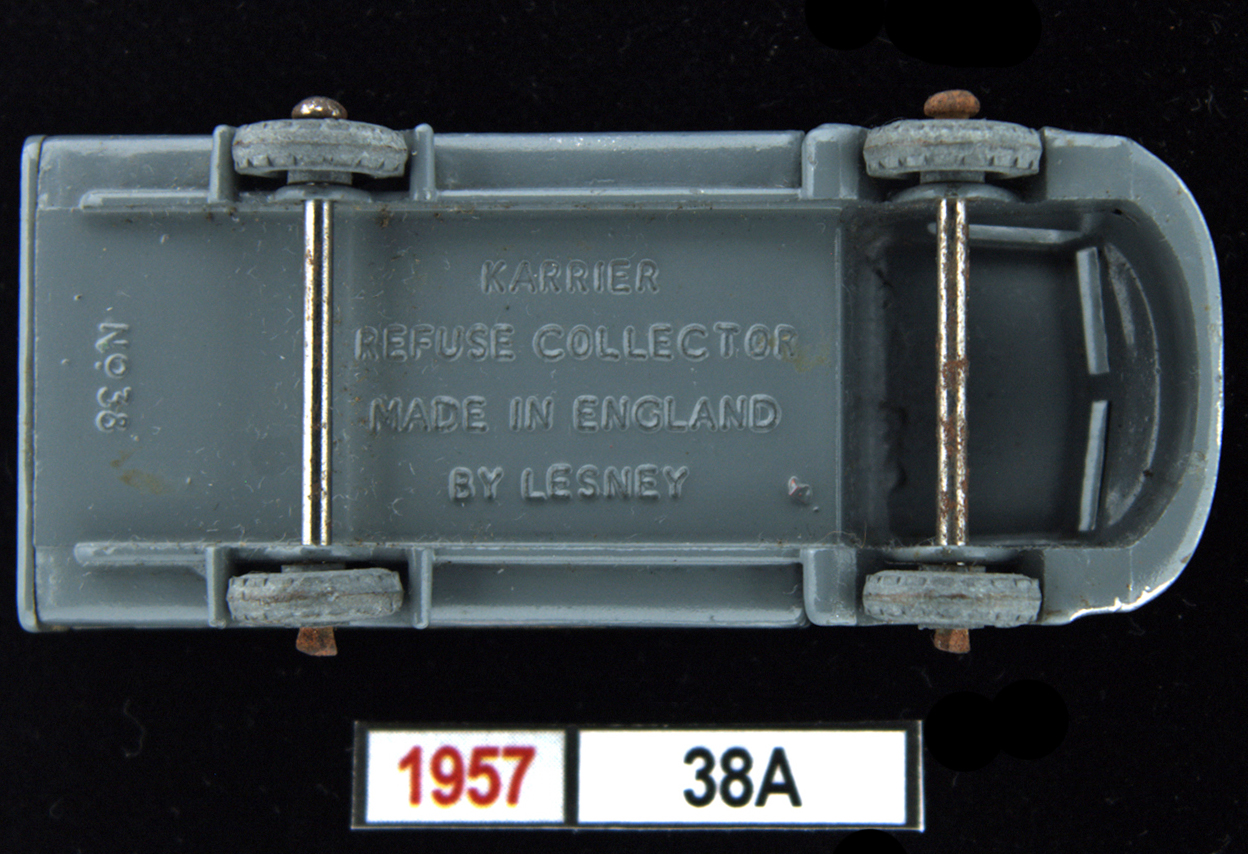 KARRIER
REFUSE COLLECTOR
MADE IN ENGLAND
BY LESNEY
No 38
1957
38A